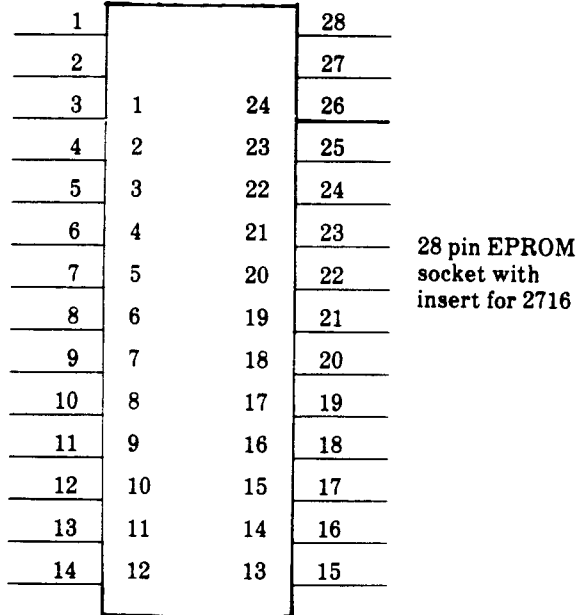 1 28
2 27
3 1 24 26
4 2 23 25
5 3 22 24
6 4 21 23
7 5 20 22
8 6 19 21
9 7 18 20
10 8 17 19
11 9 16 18
12 10 15 17
13 11 14 16
14 12 13 15
28 pin EPROM
socket with
insert for 2716